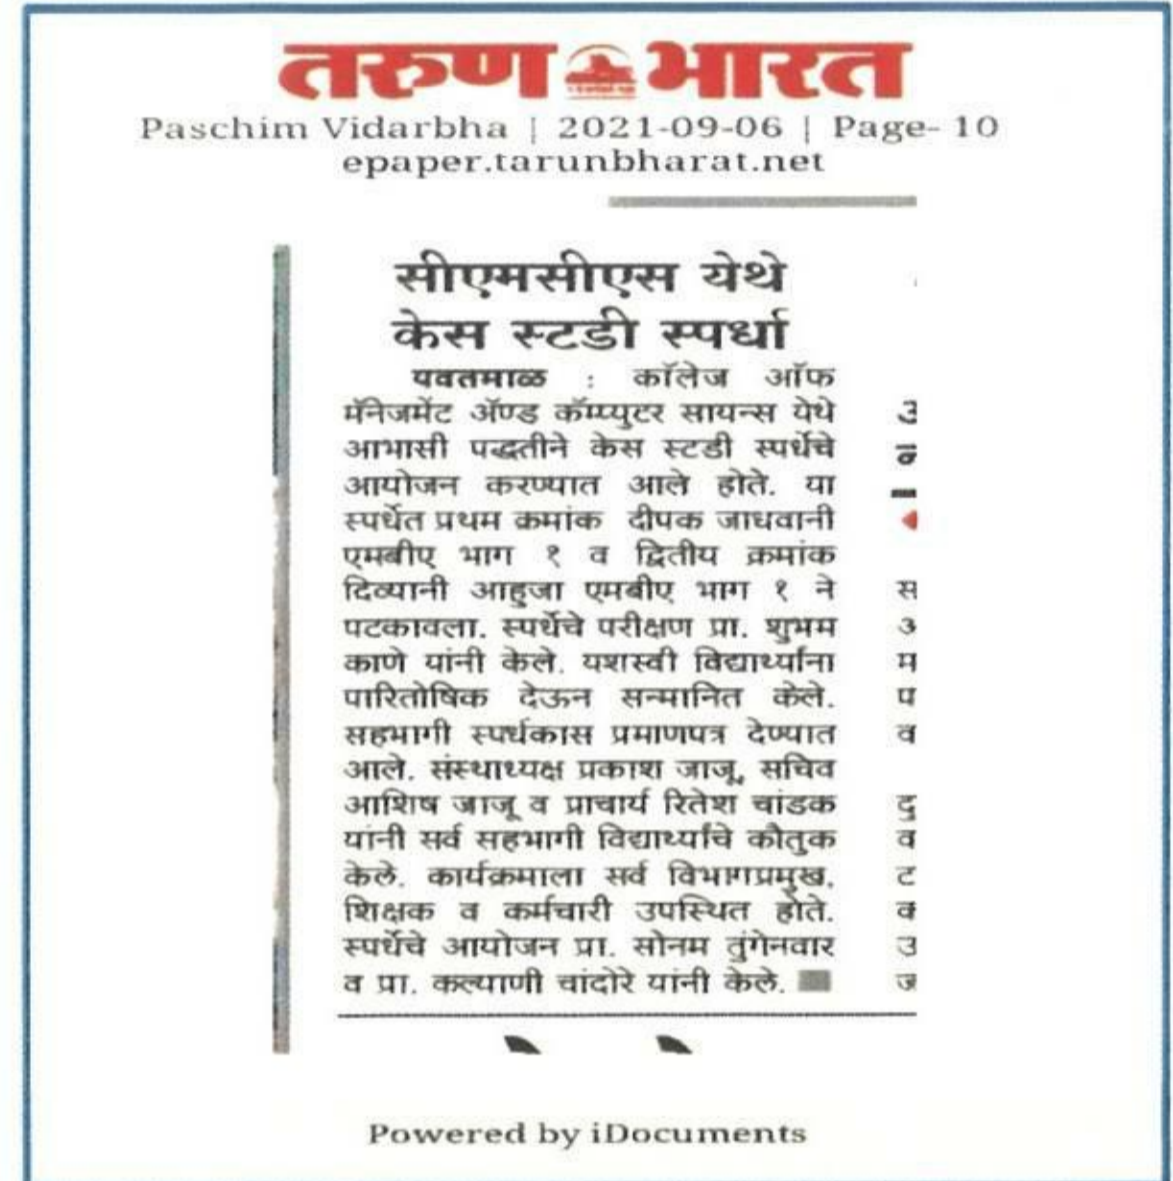 तरुण भारत
Paschim Vidarbha | 2021-09-06 | Page- 10
epaper.tarunbharat.net
सीएमसीएस येथे
केस स्टडी स्पर्धा
यवतमाळ : कॉलेज ऑफ
मॅनेजमेंट ॲण्ड कॉम्प्युटर सायन्स येथे
आभासी पद्धतीने केस स्टडी स्पर्धेचे
आयोजन करण्यात आले होते. या
स्पर्धेत प्रथम क्रमांक दीपक जाधवानी
एमबीए भाग १ व द्वितीय क्रमांक
दिव्यानी आहुजा एमबीए भाग १ ने
पटकावला. स्पर्धेचे परीक्षण प्रा. शुभम
काणे यांनी केले. यशस्वी विद्यार्थ्यांना
पारितोषिक देऊन सन्मानित केले.
सहभागी स्पर्धकास प्रमाणपत्र देण्यात
आले. संस्थाध्यक्ष प्रकाश जाजू, सचिव
आशिष जाजू व प्राचार्य रितेश चांडक
यांनी सर्व सहभागी विद्यार्थ्यांचे कौतुक
केले. कार्यक्रमाला सर्व विभागप्रमुख,
शिक्षक व कर्मचारी उपस्थित होते.
स्पर्धेचे आयोजन प्रा. सोनम तुंगेनवार
व प्रा. कल्याणी चांदोरे यांनी केले.
Powered by iDocuments